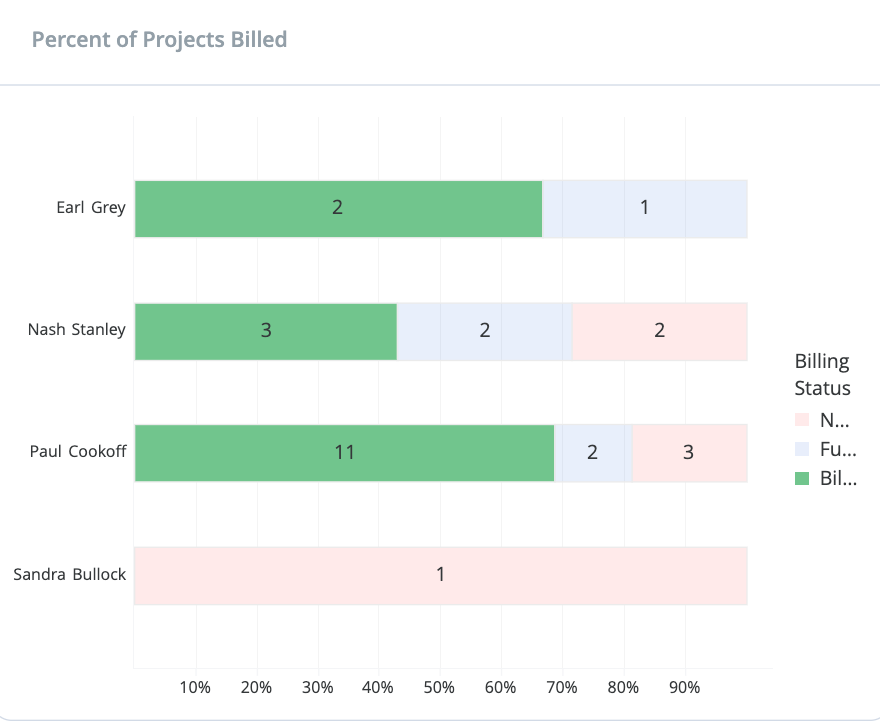 Percent of Projects Billed
Earl Grey
2
1
Nash Stanley
3
2
2
Paul Cookoff
11
2
3
Sandra Bullock
1
Billing
Status
N...
Fu...
Bil...
10% 20% 30% 40% 50% 60% 70% 80% 90%